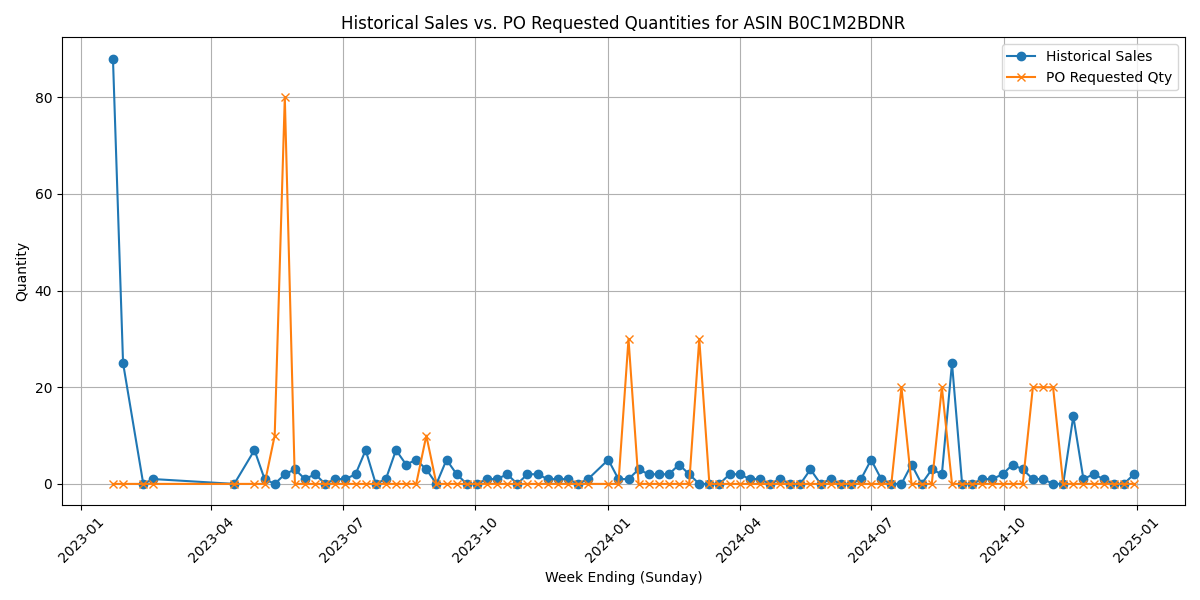 Historical Sales vs. PO Requested Quantities for ASIN B0C1M2BDNR
Historical Sales
PO Requested Qty
Quantity
80
60
40
20
0
2023-01
2023-04
2023-07
2023-10
2024-01
2024-04
2024-07
2024-10
2025-01
Week Ending (Sunday)